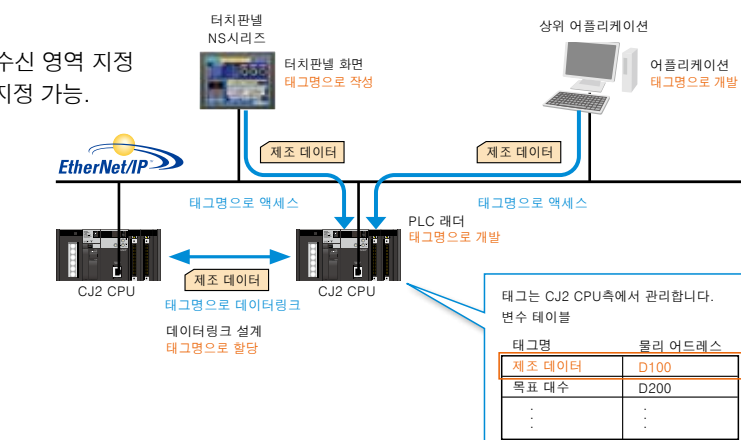 수신 영역 지정
지정 가능.
터치판넬
NS시리즈
터치판넬 화면
태그명으로 작성
상위 어플리케이션
어플리케이션
태그명으로 개발
EtherNet/IP
제조 데이터
제조 데이터
태그명으로 액세스
태그명으로 액세스
PLC 래더
태그명으로 개발
CJ2 CPU
제조 데이터
CJ2 CPU
태그명으로 데이터링크
데이터링크 설계
태그명으로 할당
태그는 CJ2 CPU측에서 관리합니다.
변수 테이블
태그명 물리 어드레스
제조 데이터 D100
목표 대수 D200